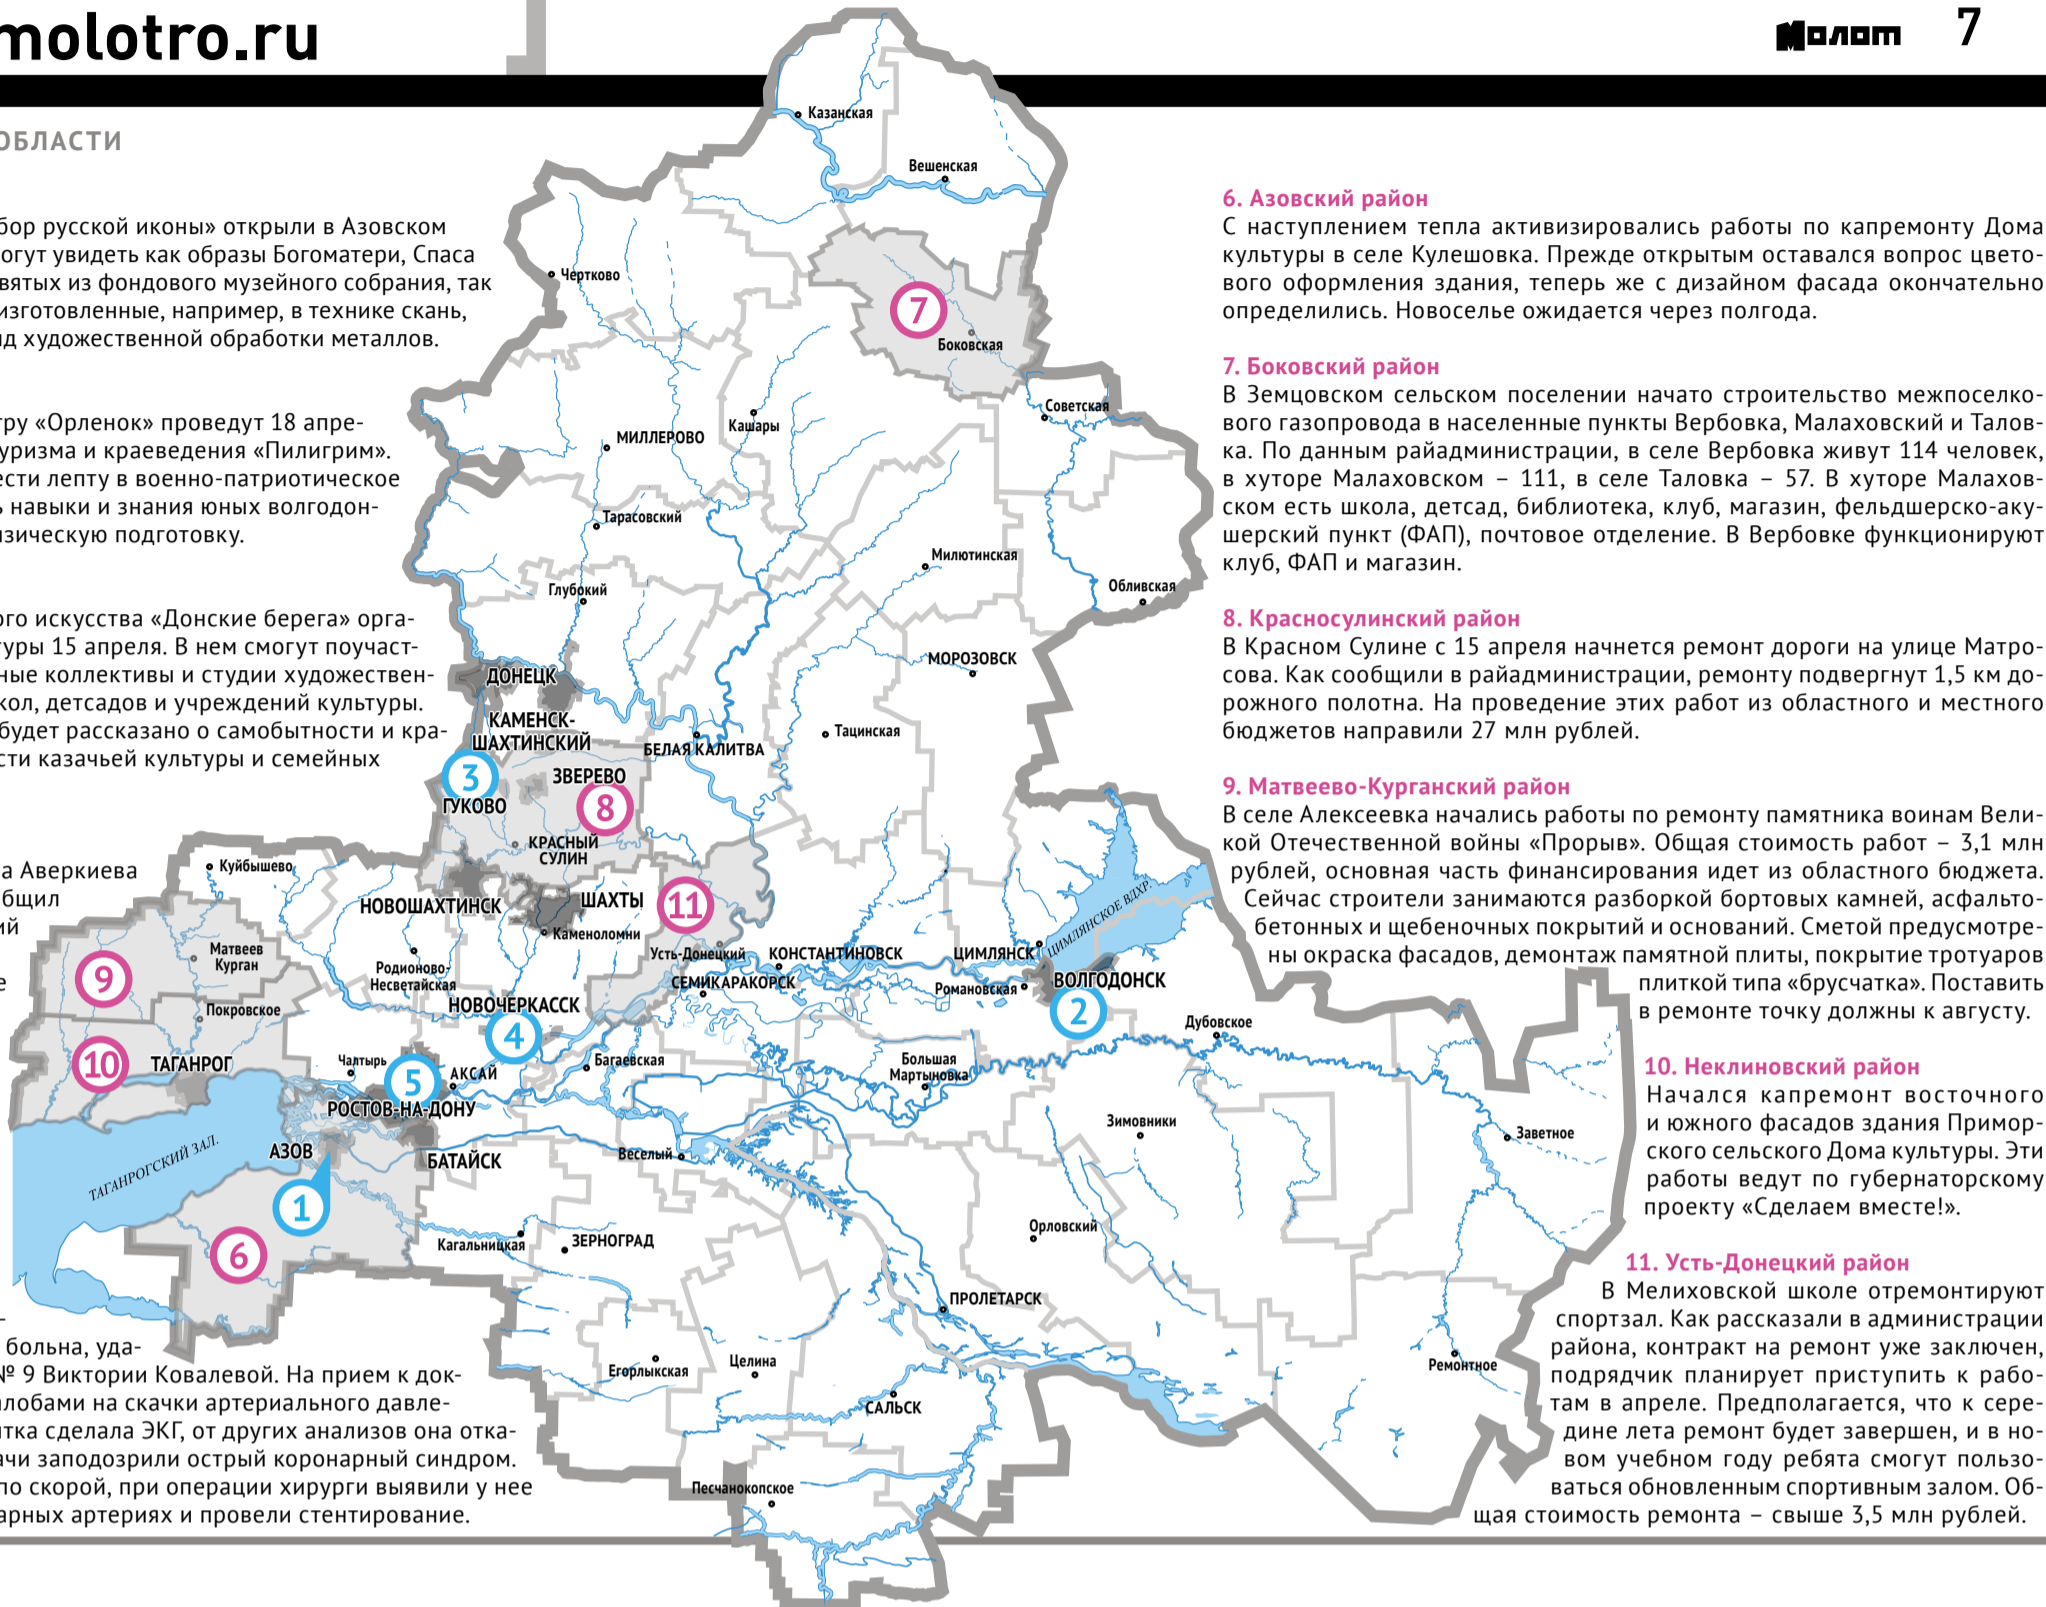 molotro.ru
Молот 7
ОБЛАСТИ
бор русской иконы» открыли в Азовском
огут увидеть как образы Богоматери, Спаса
вятых из фондового музейного собрания, так
изготовленные, например, в технике скань,
ид художественной обработки металлов.
тру «Орленок» проведут 18 апре-
уризма и краеведения «Пилигрим».
ести лепту в военно-патриотическое
ь навыки и знания юных волгодон-
изическую подготовку.
ого искусства «Донские берега» орга-
туры 15 апреля. В нем смогут поучаст-
ные коллективы и студии художествен-
кол, детсадов и учреждений культуры.
будет рассказано о самобытности и кра-
сти казачьей культуры и семейных
а Аверкиева
бщил
ий
е
-
больна, уда-
№ 9 Виктории Ковалевой. На прием к док-
алобами на скачки артериального давле-
тка сделала ЭКГ, от других анализов она отка-
ачи заподозрили острый коронарный синдром.
по скорой, при операции хирурги выявили у нее
арных артериях и провели стентирование.
Казанская
Вешенская
Чертково
7
Боковская
Советская
Кашары
МИЛЛЕРОВО
Тарасовский
Милютинская
Глубокий
Обливская
МОРОЗОВСК
ДОНЕЦК
КАМЕНСК-
ШАХТИНСКИЙ
БЕЛАЯ КАЛИТВА
Тацинская
3
ЗВЕРЕВО
ГУКОВО
8
КРАСНЫЙ
СУЛИН
Куйбышево
НОВОШАХТИНСК
ШАХТЫ
11
Каменоломни
ЦИМЛЯНСКОЕ ВДХР.
Матвеев
Курган
9
Родионово-
Несветайская
Усть-Донецкий
КОНСТАНТИНОВСК
ЦИМЛЯНСК
СЕМИКАРАКОРСК
Романовская
ВОЛГОДОНСК
2
НОВОЧЕРКАССК
4
Покровское
Дубовское
10
ТАГАНРОГ
Чалтырь
5
АКСАЙ
Багаевская
Большая
Мартыновка
РОСТОВ-НА-ДОНУ
Зимовники
Заветное
ТАГАНРОГСКИЙ ЗАЛ.
АЗОВ
БАТАЙСК
Веселый
1
6
Кагальницкая
ЗЕРНОГРАД
Орловский
ПРОЛЕТАРСК
Егорлыкская
Целина
Ремонтное
САЛЬСК
Песчанокопское
6. Азовский район
С наступлением тепла активизировались работы по капремонту Дома
культуры в селе Кулешовка. Прежде открытым оставался вопрос цвето-
вого оформления здания, теперь же с дизайном фасада окончательно
определились. Новоселье ожидается через полгода.
7. Боковский район
В Земцовском сельском поселении начато строительство межпоселко-
вого газопровода в населенные пункты Вербовка, Малаховский и Талов-
ка. По данным райадминистрации, в селе Вербовка живут 114 человек,
в хуторе Малаховском – 111, в селе Таловка – 57. В хуторе Малахов-
ском есть школа, детсад, библиотека, клуб, магазин, фельдшерско-аку-
шерский пункт (ФАП), почтовое отделение. В Вербовке функционируют
клуб, ФАП и магазин.
8. Красносулинский район
В Красном Сулине с 15 апреля начнется ремонт дороги на улице Матро-
сова. Как сообщили в райадминистрации, ремонту подвергнут 1,5 км до-
рожного полотна. На проведение этих работ из областного и местного
бюджетов направили 27 млн рублей.
9. Матвеево-Курганский район
В селе Алексеевка начались работы по ремонту памятника воинам Вели-
кой Отечественной войны «Прорыв». Общая стоимость работ – 3,1 млн
рублей, основная часть финансирования идет из областного бюджета.
Сейчас строители занимаются разборкой бортовых камней, асфальто-
бетонных и щебеночных покрытий и оснований. Сметой предусмотре-
ны окраска фасадов, демонтаж памятной плиты, покрытие тротуаров
плиткой типа «брусчатка». Поставить
в ремонте точку должны к августу.
10. Неклиновский район
Начался капремонт восточного
и южного фасадов здания Примор-
ского сельского Дома культуры. Эти
работы ведут по губернаторскому
проекту «Сделаем вместе!».
11. Усть-Донецкий район
В Мелиховской школе отремонтируют
спортзал. Как рассказали в администрации
района, контракт на ремонт уже заключен,
подрядчик планирует приступить к рабо-
там в апреле. Предполагается, что к сере-
дине лета ремонт будет завершен, и в но-
вом учебном году ребята смогут пользо-
ваться обновленным спортивным залом. Об-
щая стоимость ремонта – свыше 3,5 млн рублей.